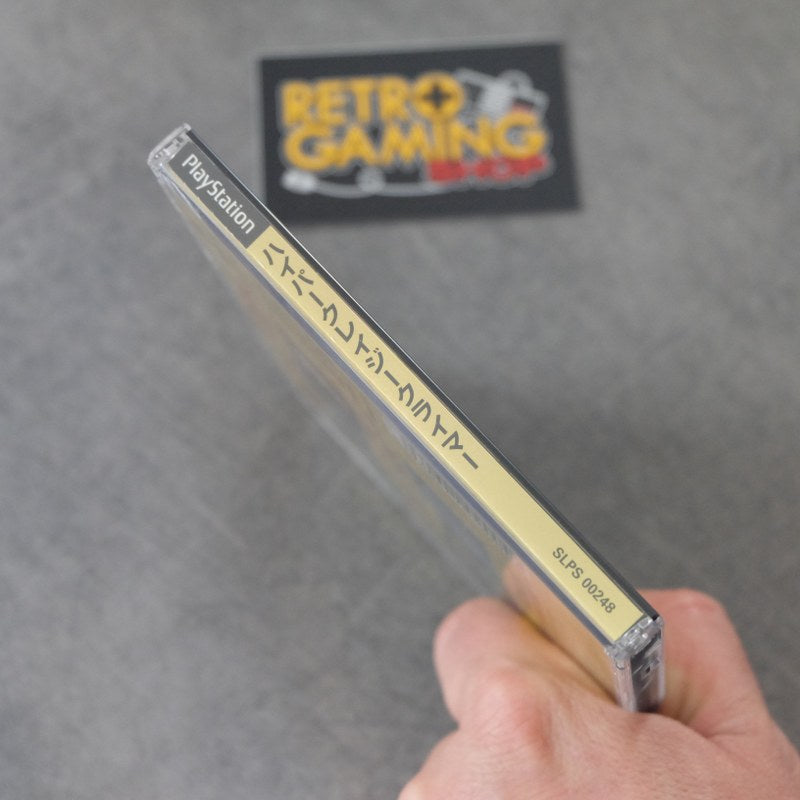 RETRO
GAMING
SHOP
PlayStation
ハイパークレイジークライマー
SLPS 00248